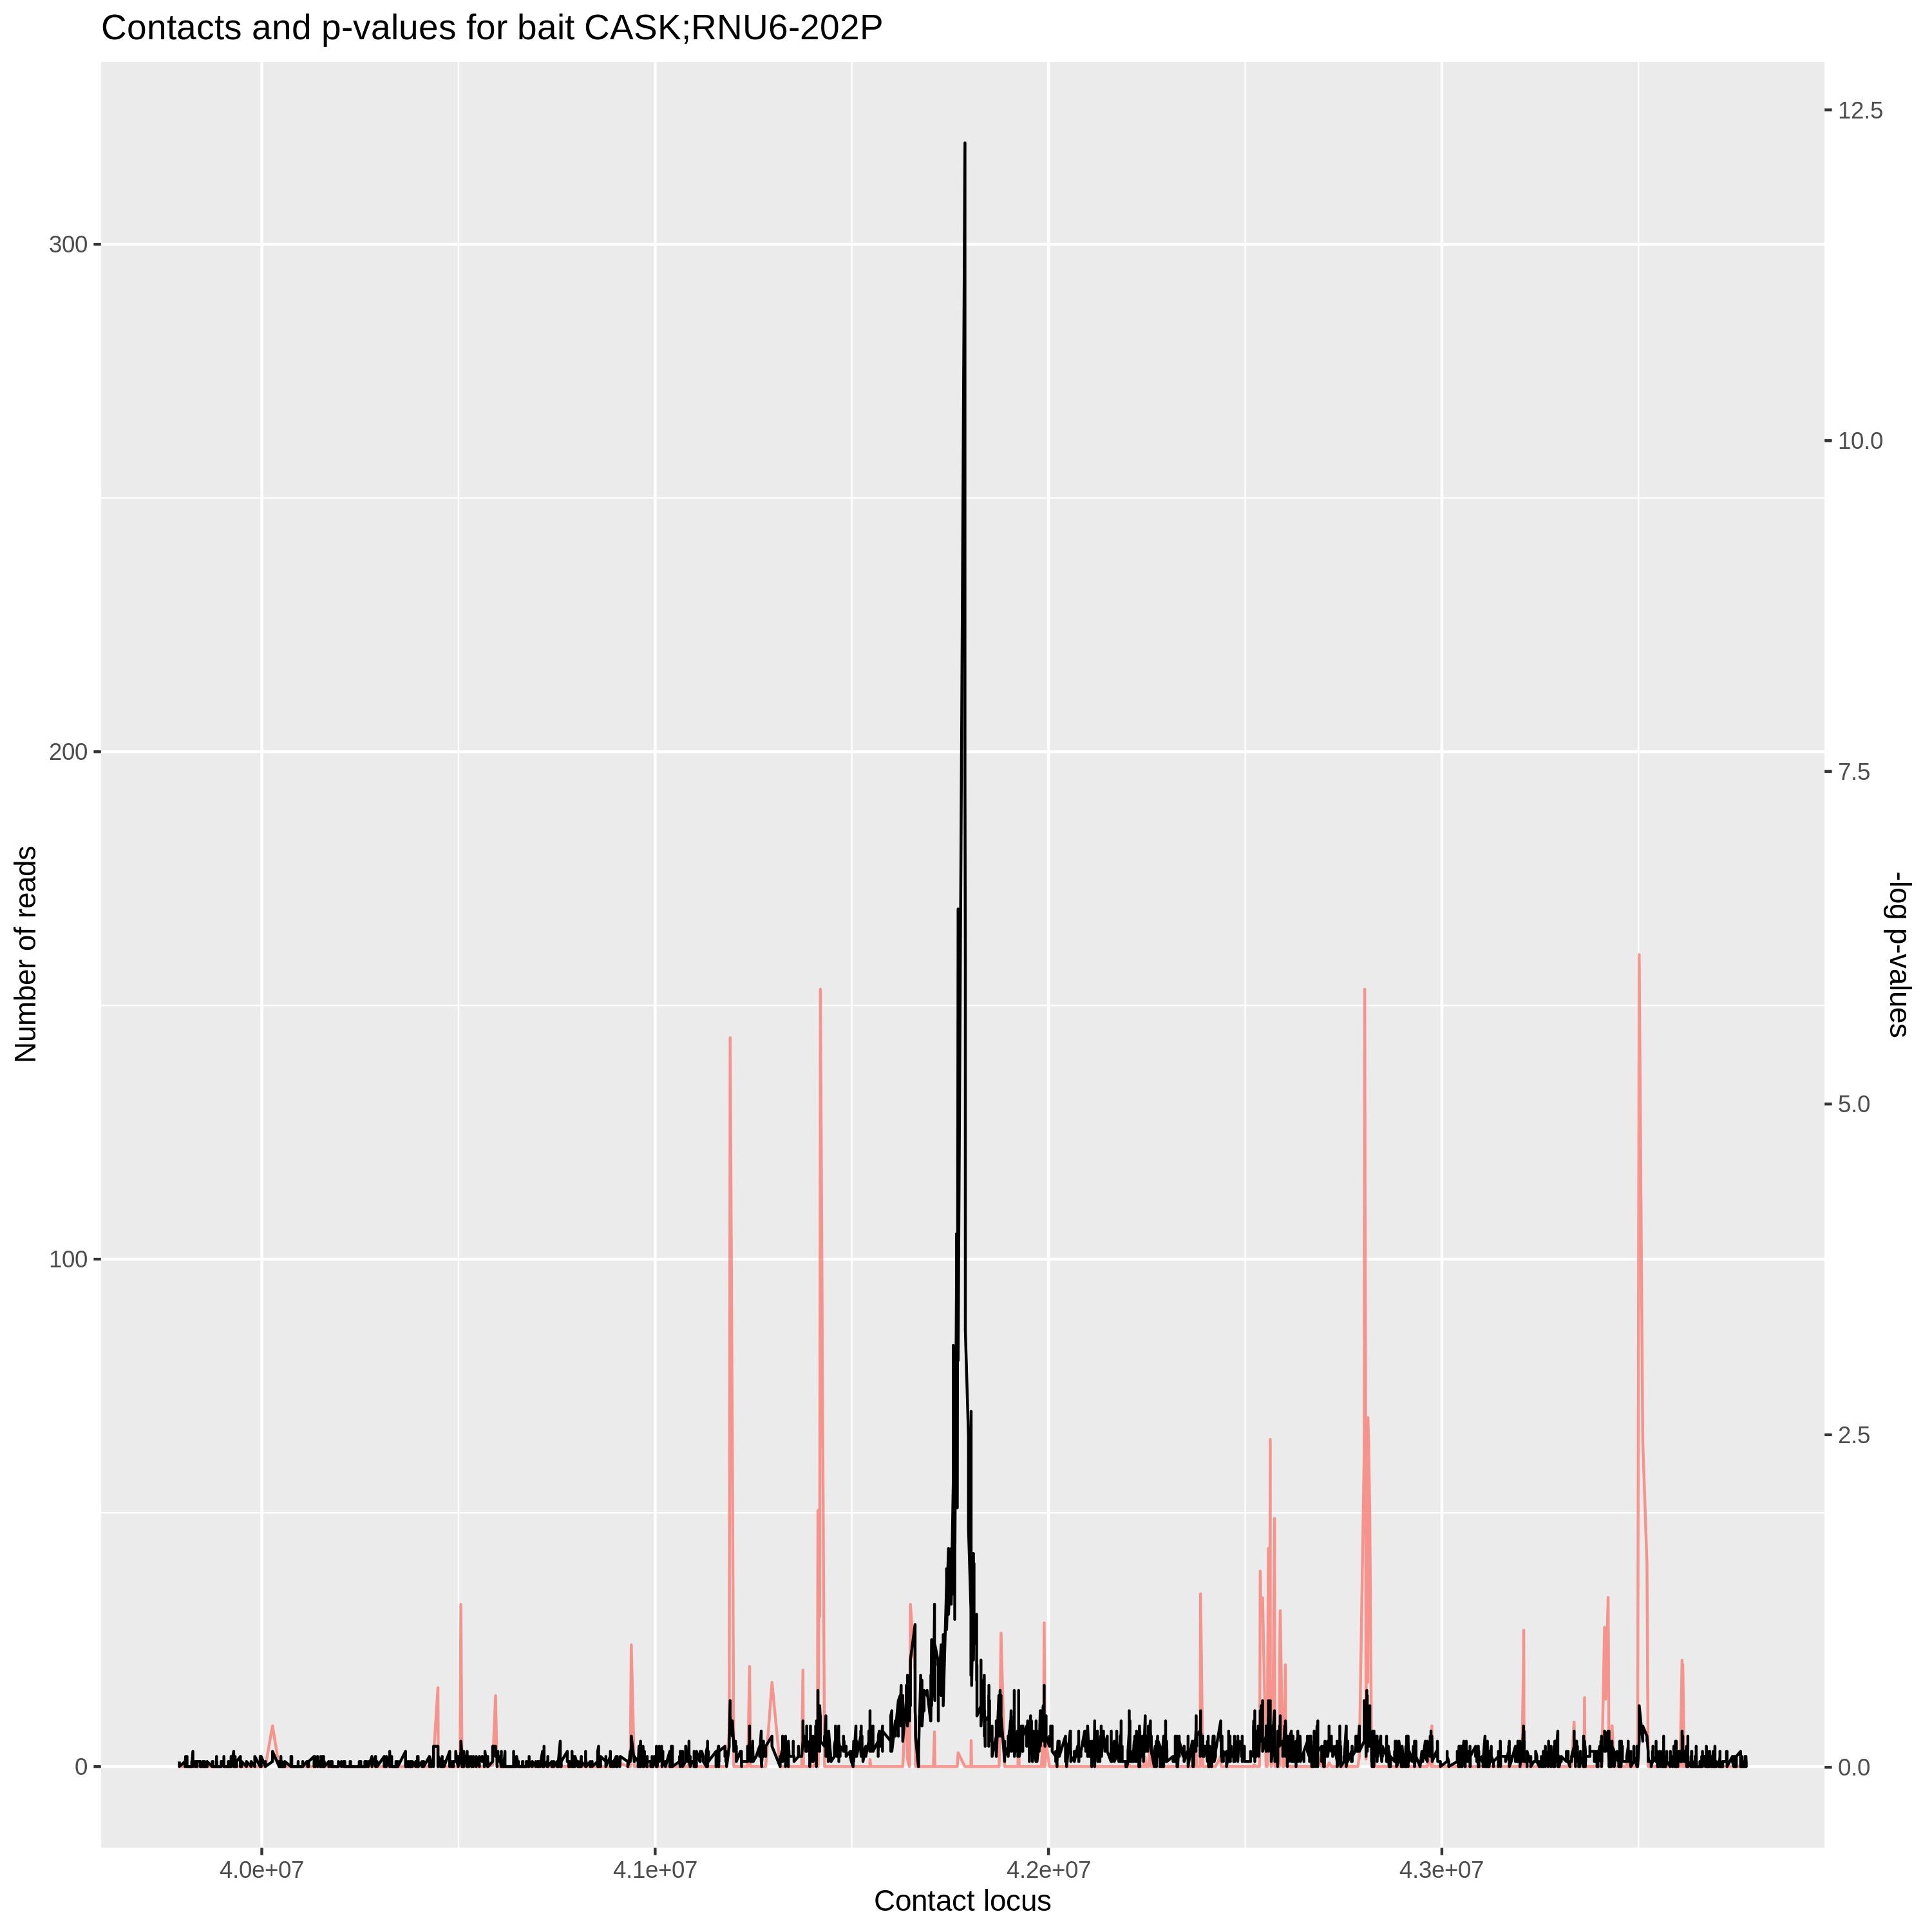 Contacts and p-values for bait CASK;RNU6-202P
Number of reads
300
200
100
0
12.5
10.0
7.5
5.0
2.5
0.0
-log p-values
4.0e+07
4.1e+07
4.2e+07
4.3e+07
Contact locus